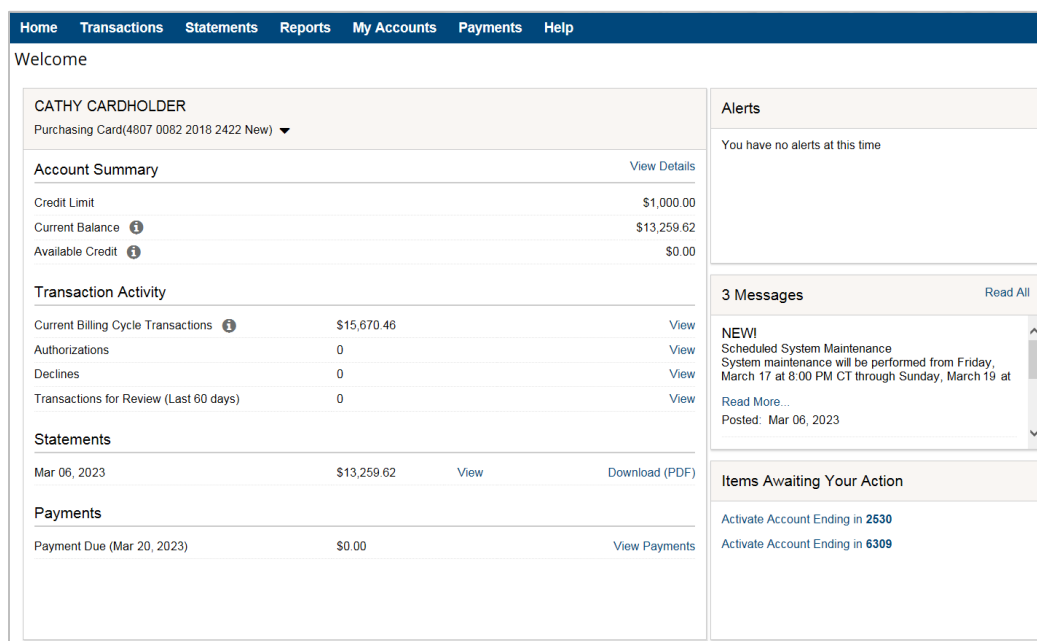 Home Transactions Statements Reports My Accounts Payments Help
Welcome
CATHY CARDHOLDER
Purchasing Card(4807 0082 2018 2422 New)
Account Summary View Details
Credit Limit $1,000.00
Current Balance $13,259.62
Available Credit $0.00
Transaction Activity
Current Billing Cycle Transactions $15,670.46 View
Authorizations 0 View
Declines 0 View
Transactions for Review (Last 60 days) 0 View
Statements
Mar 06, 2023 $13,259.62 View Download (PDF)
Payments
Payment Due (Mar 20, 2023) $0.00 View Payments
Alerts
You have no alerts at this time
3 Messages Read All
NEW!
Scheduled System Maintenance
System maintenance will be performed from Friday,
March 17 at 8:00 PM CT through Sunday, March 19 at
Read More...
Posted: Mar 06, 2023
Items Awaiting Your Action
Activate Account Ending in 2530
Activate Account Ending in 6309